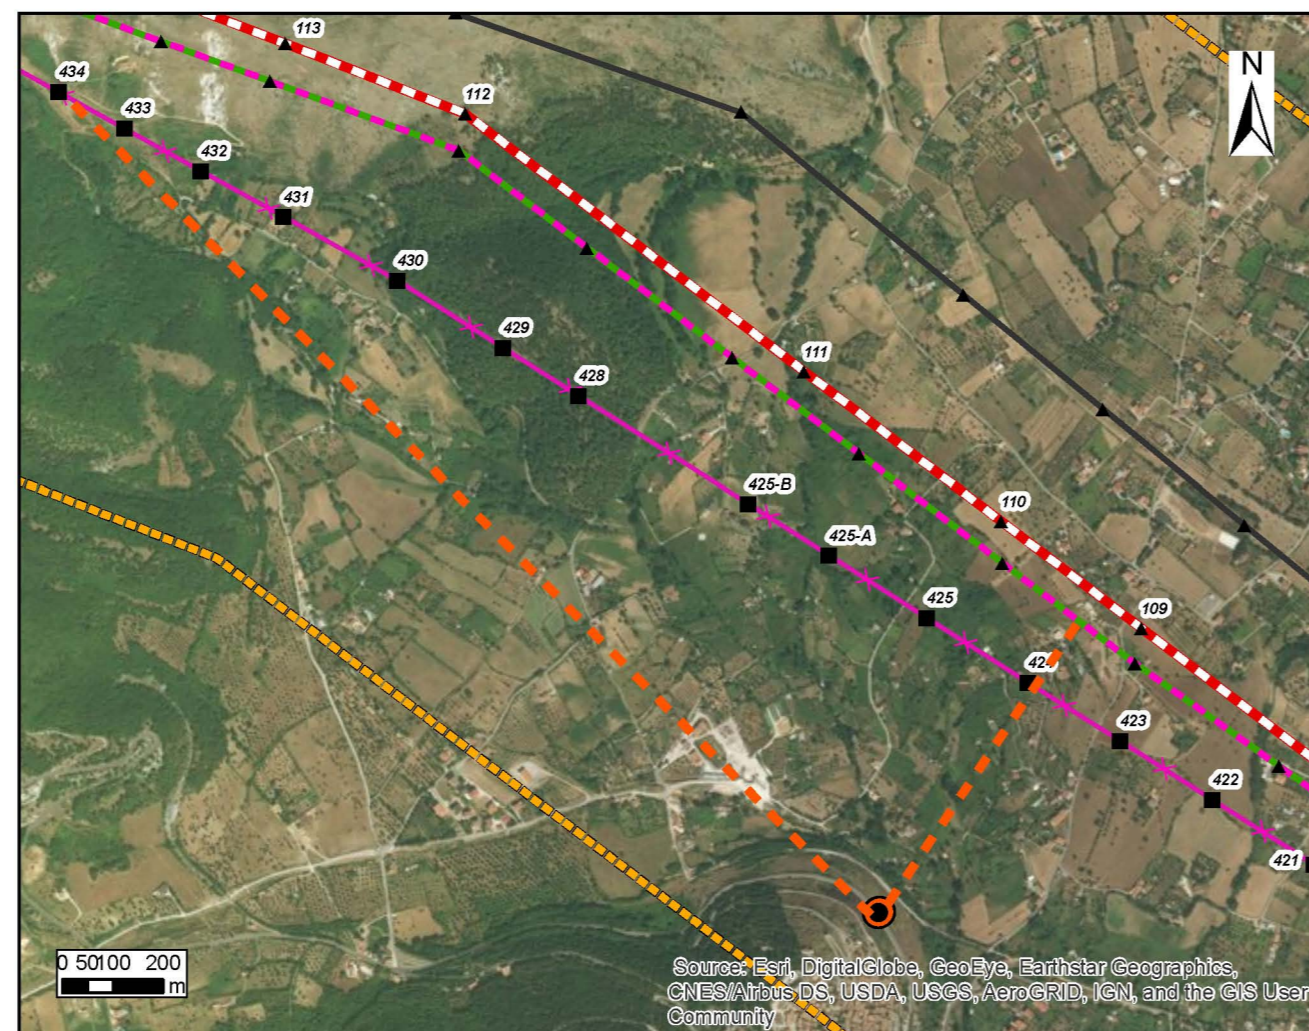 113
N
434
112
433
432
431
430
429
111
428
425-B
110
425-A
425
109
424
423
422
421
0 50100 200
m
Source: Esri, DigitalGlobe, GeoEye, Earthstar Geographics,
CNES/Airbus DS, USDA, USGS, AeroGRID, IGN, and the GIS User
Community